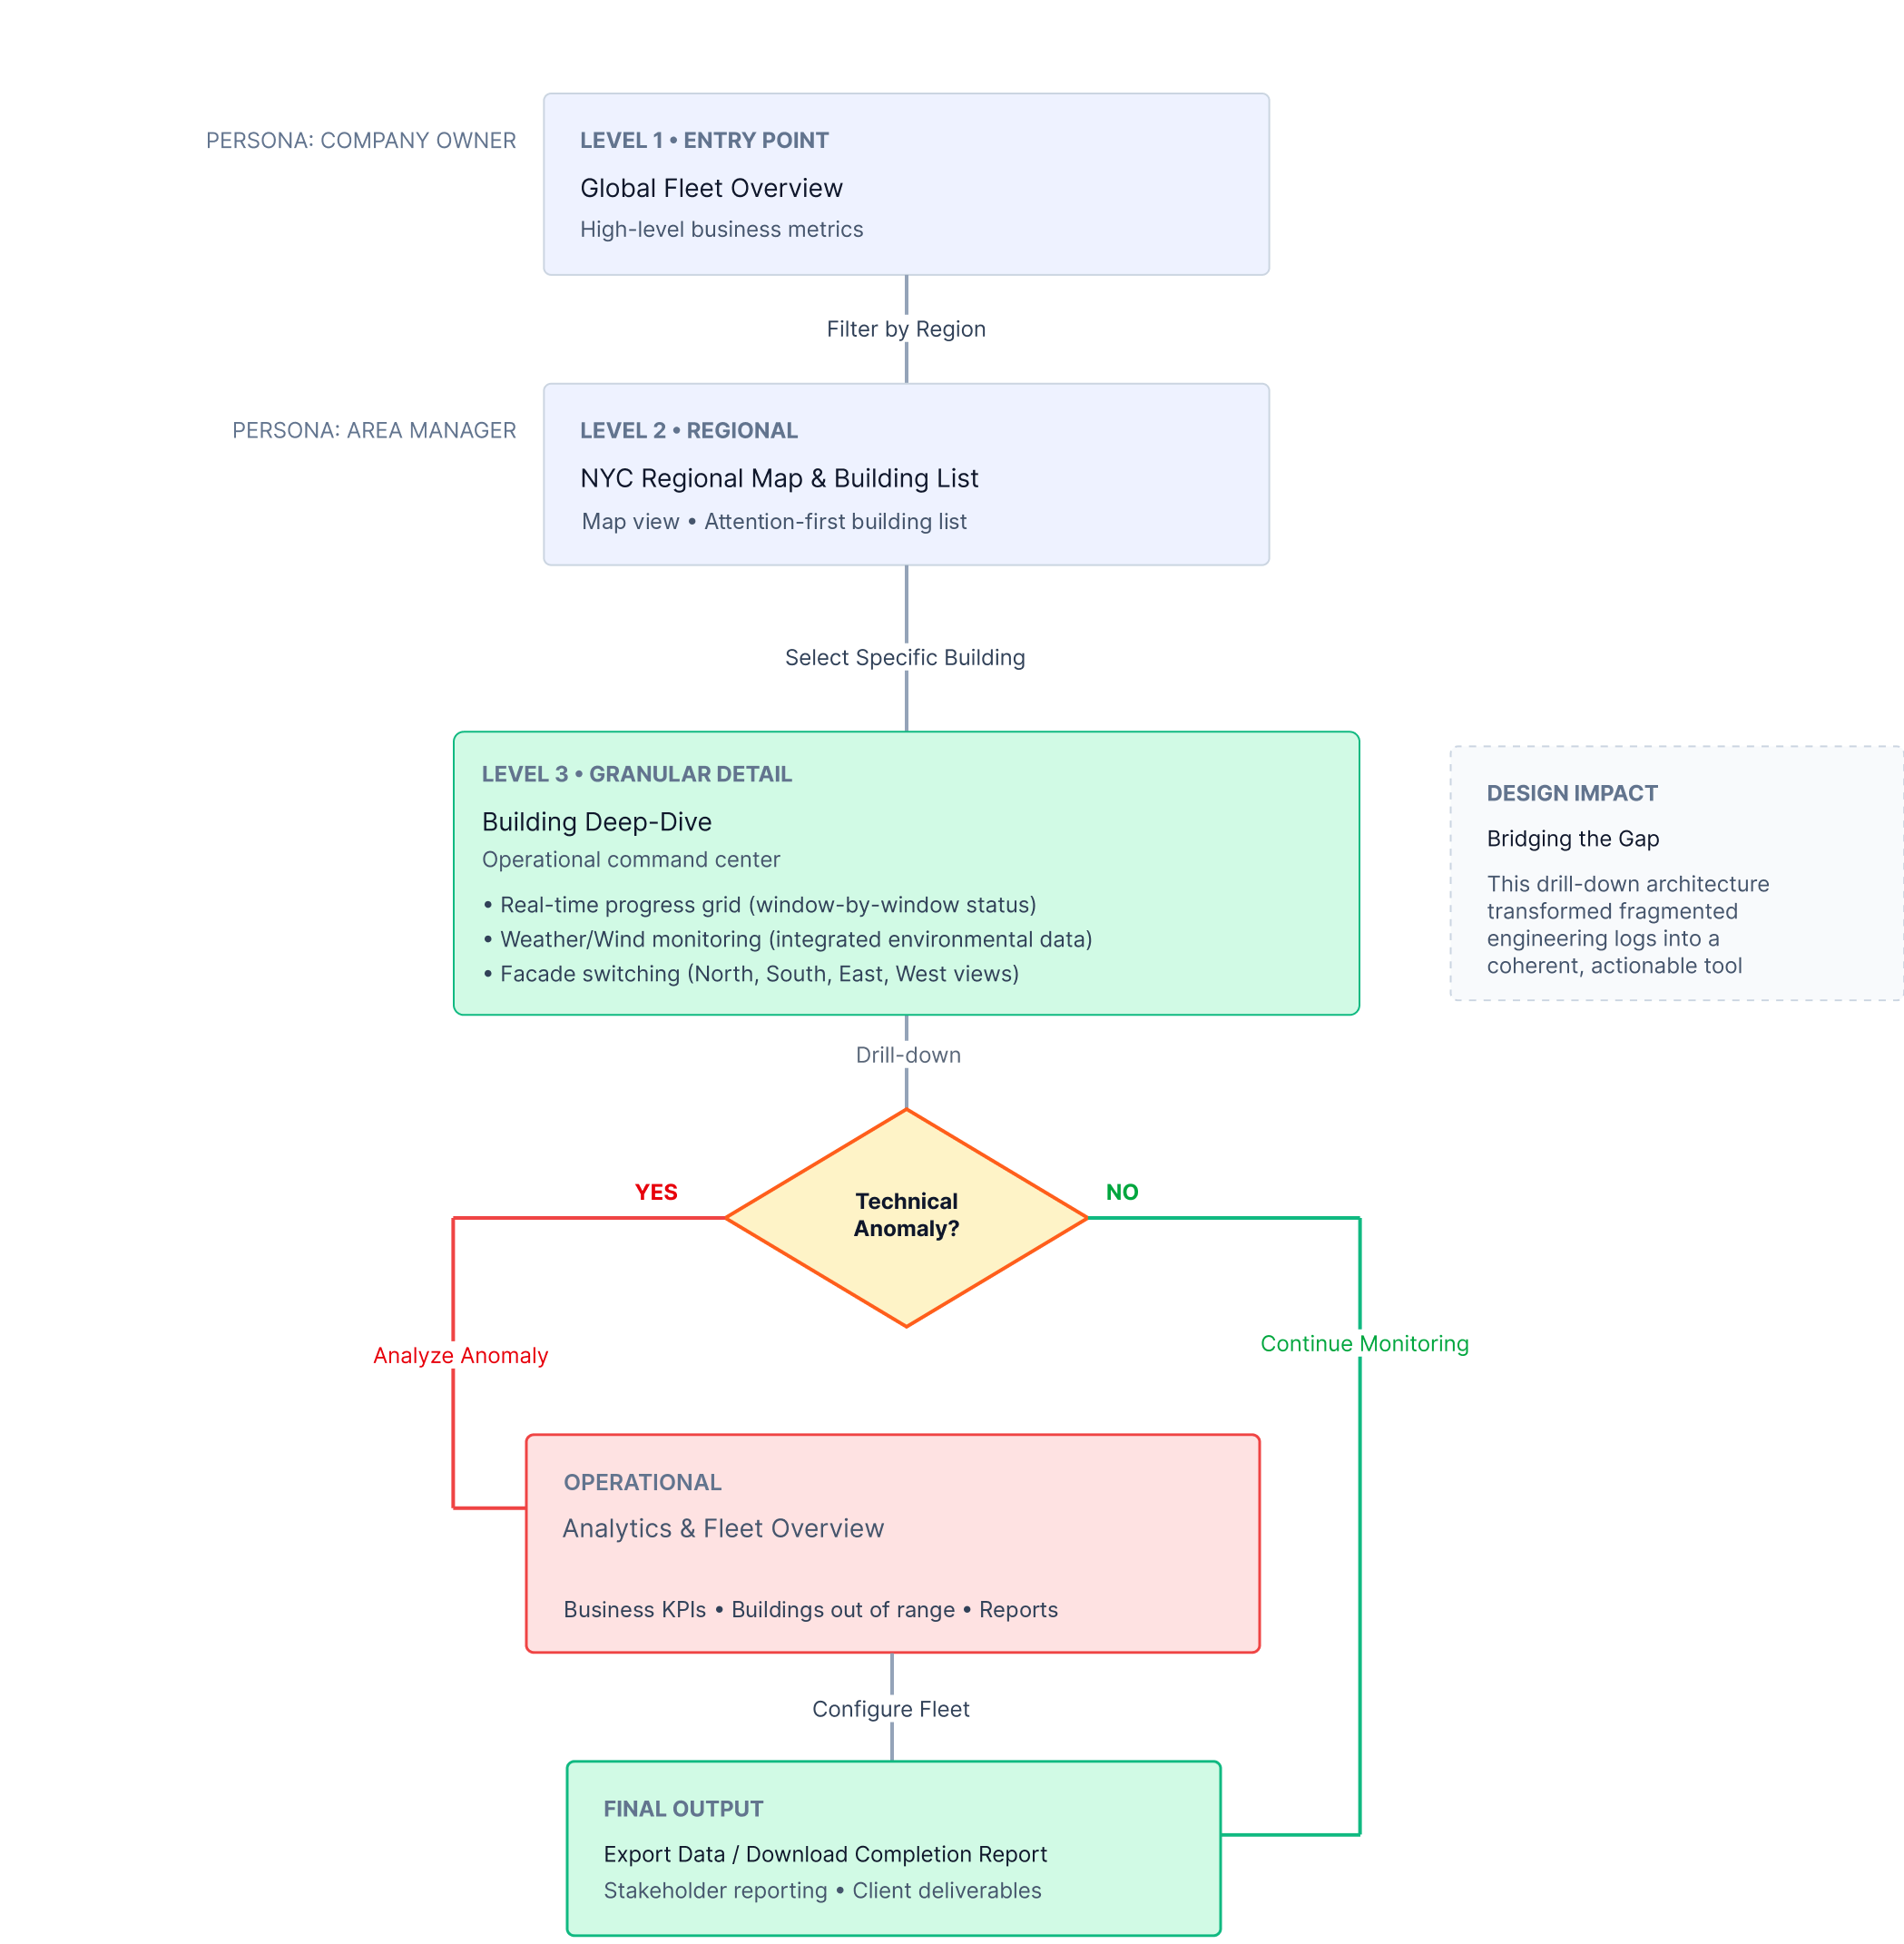 PERSONA: COMPANY OWNER
LEVEL 1 • ENTRY POINT
Global Fleet Overview
High-level business metrics
Filter by Region
PERSONA: AREA MANAGER
LEVEL 2 • REGIONAL
NYC Regional Map & Building List
Map view • Attention-first building list
Select Specific Building
LEVEL 3 • GRANULAR DETAIL
Building Deep-Dive
Operational command center
• Real-time progress grid (window-by-window status)
• Weather/Wind monitoring (integrated environmental data)
• Facade switching (North, South, East, West views)
DESIGN IMPACT
Bridging the Gap
This drill-down architecture
transformed fragmented
engineering logs into a
coherent, actionable tool
Drill-down
Technical
Anomaly?
YES
NO
Analyze Anomaly
Continue Monitoring
OPERATIONAL
Analytics & Fleet Overview
Business KPIs • Buildings out of range • Reports
Configure Fleet
FINAL OUTPUT
Export Data / Download Completion Report
Stakeholder reporting • Client deliverables